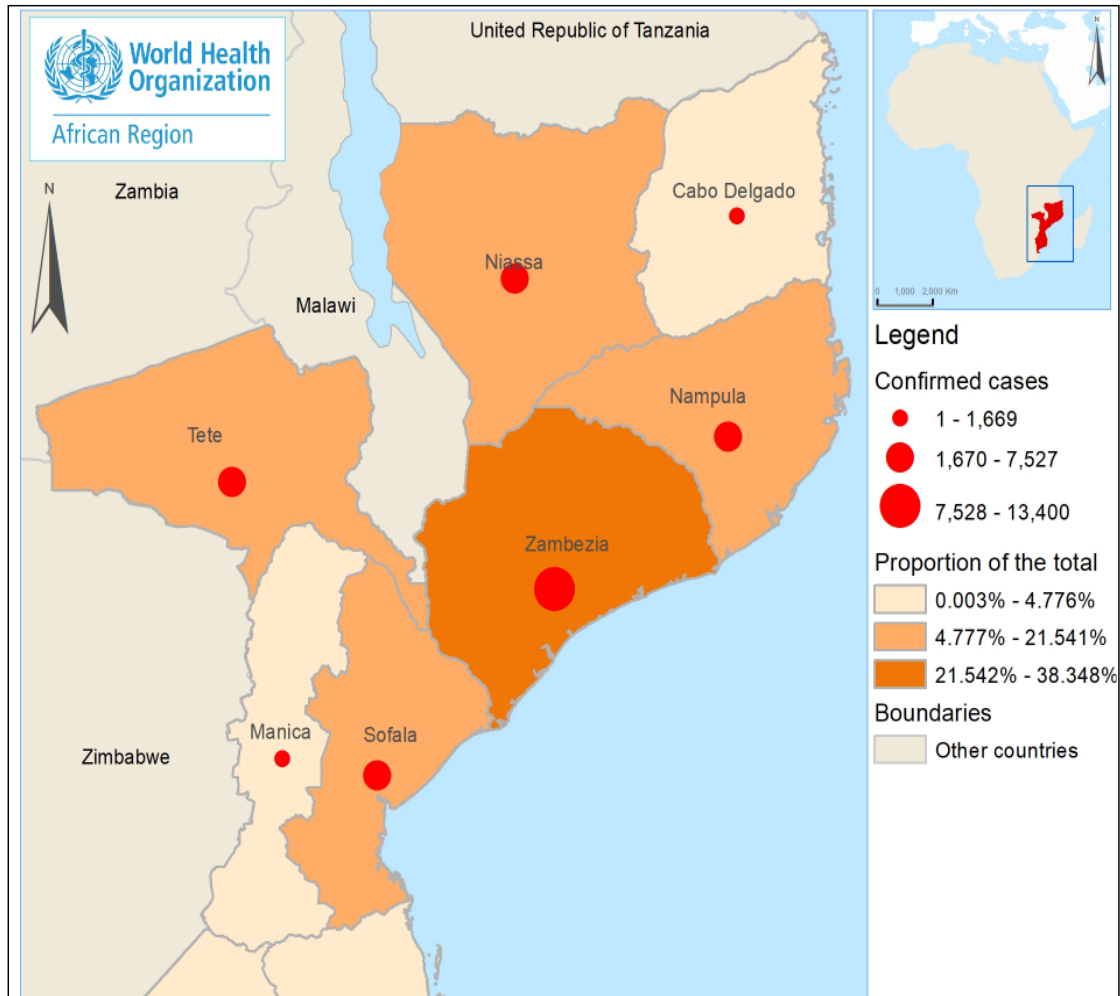 World Health
Organization
African Region
United Republic of Tanzania
N
Zambia
Cabo Delgado
Niassa
Malawi
Nampula
Tete
Zambezia
Manica
Sofala
Zimbabwe
N
0 1,000 2,000 Km
Legend
Confirmed cases
1 - 1,669
1,670 - 7,527
7,528 - 13,400
Proportion of the total
0.003% - 4.776%
4.777% - 21.541%
21.542% - 38.348%
Boundaries
Other countries